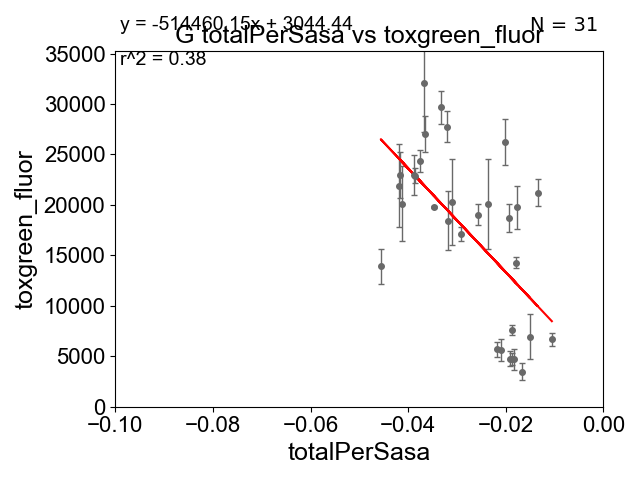 y = -514460.15x + 3044.44
N = 31
G totalPerSasa vs toxgreen_fluor
r^2 = 0.38
toxgreen_fluor
35000
30000
25000
20000
15000
10000
5000
0
−0.10 −0.08 −0.06 −0.04 −0.02 0.00
totalPerSasa